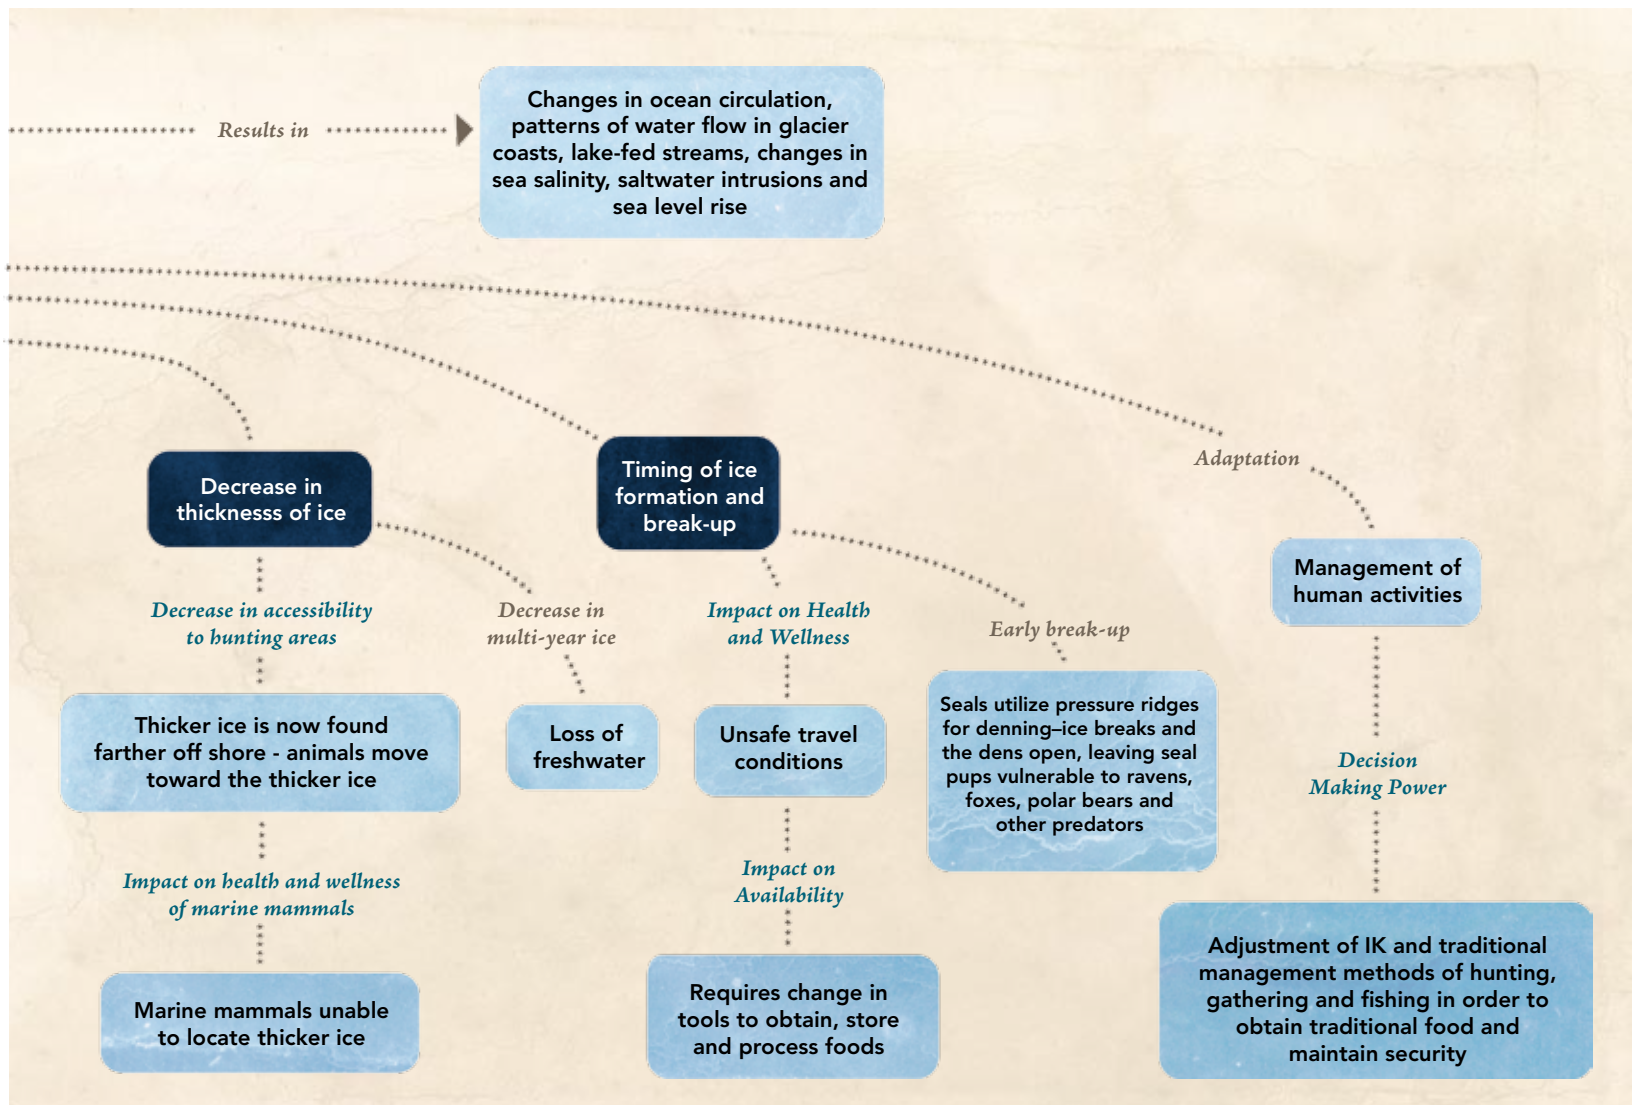 Results in
Changes in ocean circulation,
patterns of water flow in glacier
coasts, lake-fed streams, changes in
sea salinity, saltwater intrusions and
sea level rise
Decrease in
thicknesss of ice
Decrease in accessibility
to hunting areas
Thicker ice is now found
farther off shore - animals move
toward the thicker ice
Impact on health and wellness
of marine mammals
Marine mammals unable
to locate thicker ice
Decrease in
multi-year ice
Loss of
freshwater
Timing of ice
formation and
break-up
Impact on Health
and Wellness
Unsafe travel
conditions
Impact on
Availability
Requires change in
tools to obtain, store
and process foods
Early break-up
Seals utilize pressure ridges
for denning–ice breaks and
the dens open, leaving seal
pups vulnerable to ravens,
foxes, polar bears and
other predators
Adaptation
Management of
human activities
Decision
Making Power
Adjustment of IK and traditional
management methods of hunting,
gathering and fishing in order to
obtain traditional food and
maintain security